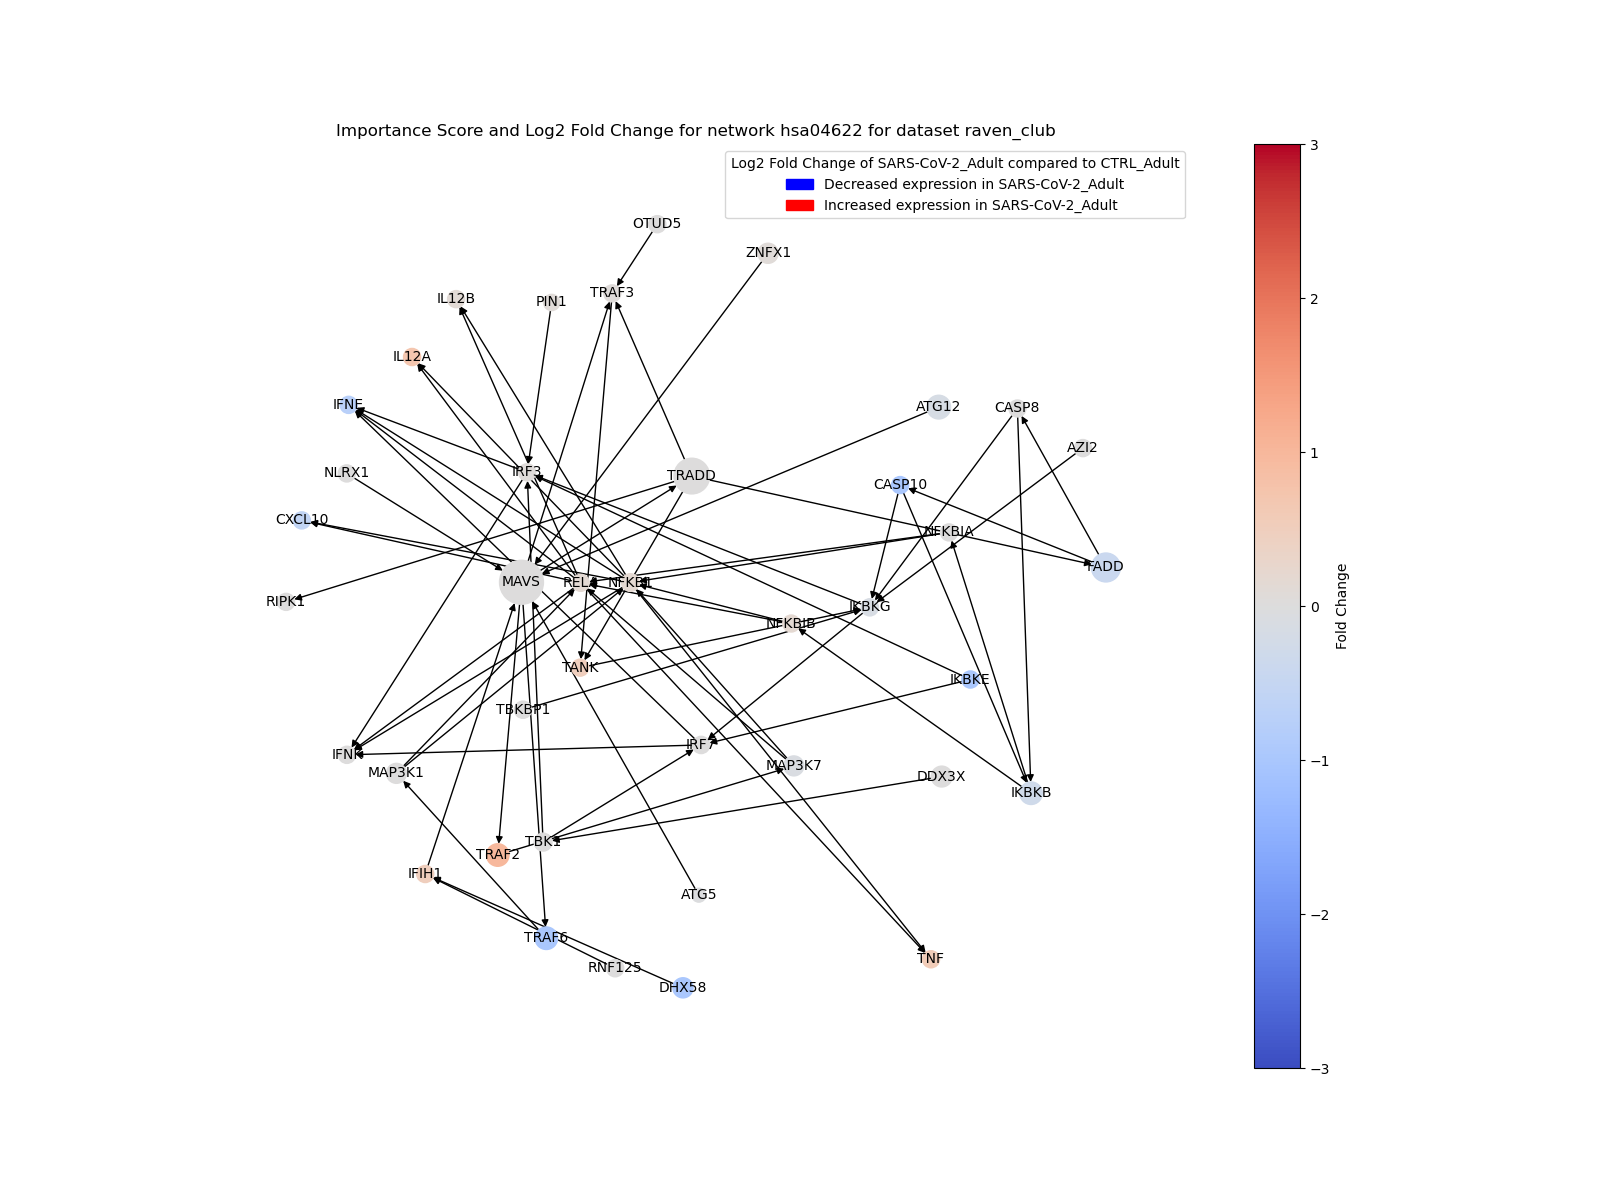 Importance Score and Log2 Fold Change for network hsa04622 for dataset raven_club
Log2 Fold Change of SARS-CoV-2_Adult compared to CTRL_Adult
Decreased expression in SARS-CoV-2_Adult
Increased expression in SARS-CoV-2_Adult
3
2
1
0
−1
−2
−3
Fold Change
OTUD5
ZNFX1
TRAF3
IL12B
PIN1
IL12A
IFNE
ATG12
CASP8
AZI2
IRF3
NLRX1
TRADD
CASP10
CXCL10
NFKBIA
FADD
MAVS
RELA
NFKB1
RIPK1
IKBKG
NFKBIB
TANK
IKBKE
TBKBP1
IRF7
IFNK
MAP3K7
MAP3K1
DDX3X
IKBKB
TBK1
TRAF2
IFIH1
ATG5
TRAF6
TNF
RNF125
DHX58